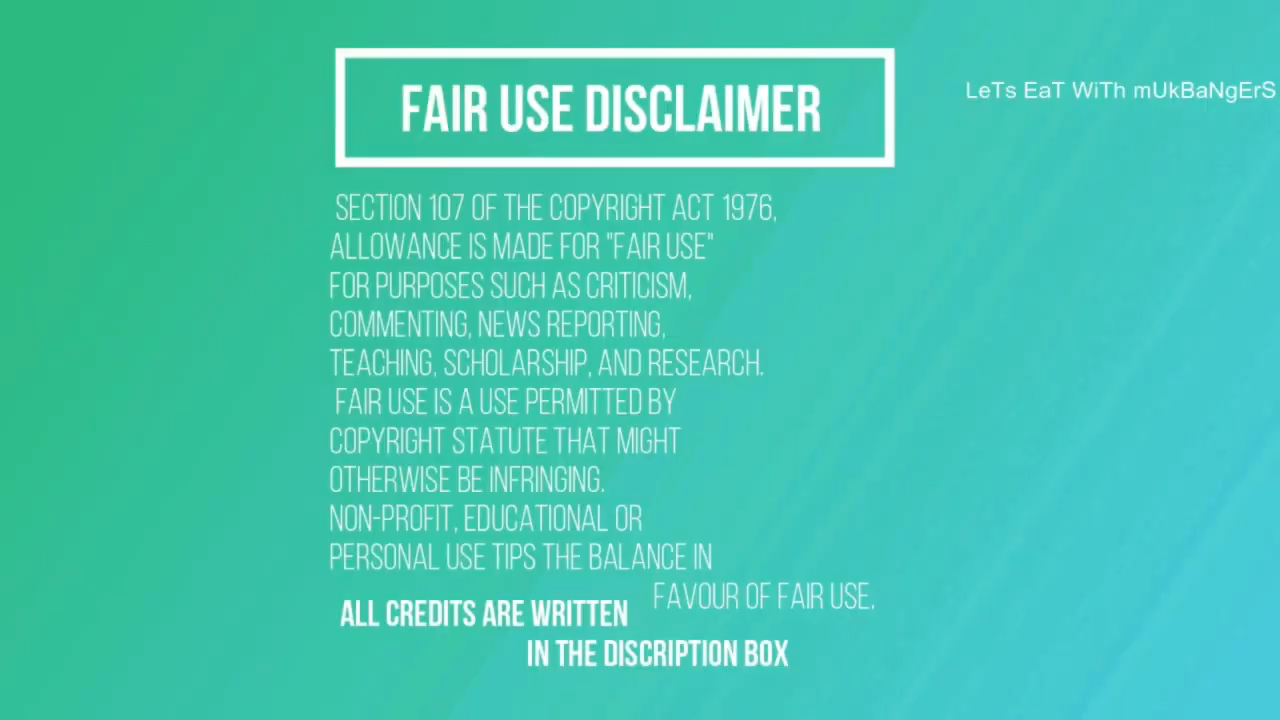 FAIR USE DISCLAIMER
LeTs EaT WiTh mUkBaNgErS
SECTION 107 OF THE COPYRIGHT ACT 1976,
ALLOWANCE IS MADE FOR "FAIR USE"
FOR PURPOSES SUCH AS CRITICISM,
COMMENTING, NEWS REPORTING,
TEACHING, SCHOLARSHIP, AND RESEARCH.
FAIR USE IS A USE PERMITTED BY
COPYRIGHT STATUTE THAT MIGHT
OTHERWISE BE INFRINGING.
NON-PROFIT, EDUCATIONAL OR
PERSONAL USE TIPS THE BALANCE IN
FAVOUR OF FAIR USE.
ALL CREDITS ARE WRITTEN
IN THE DISCRIPTION BOX